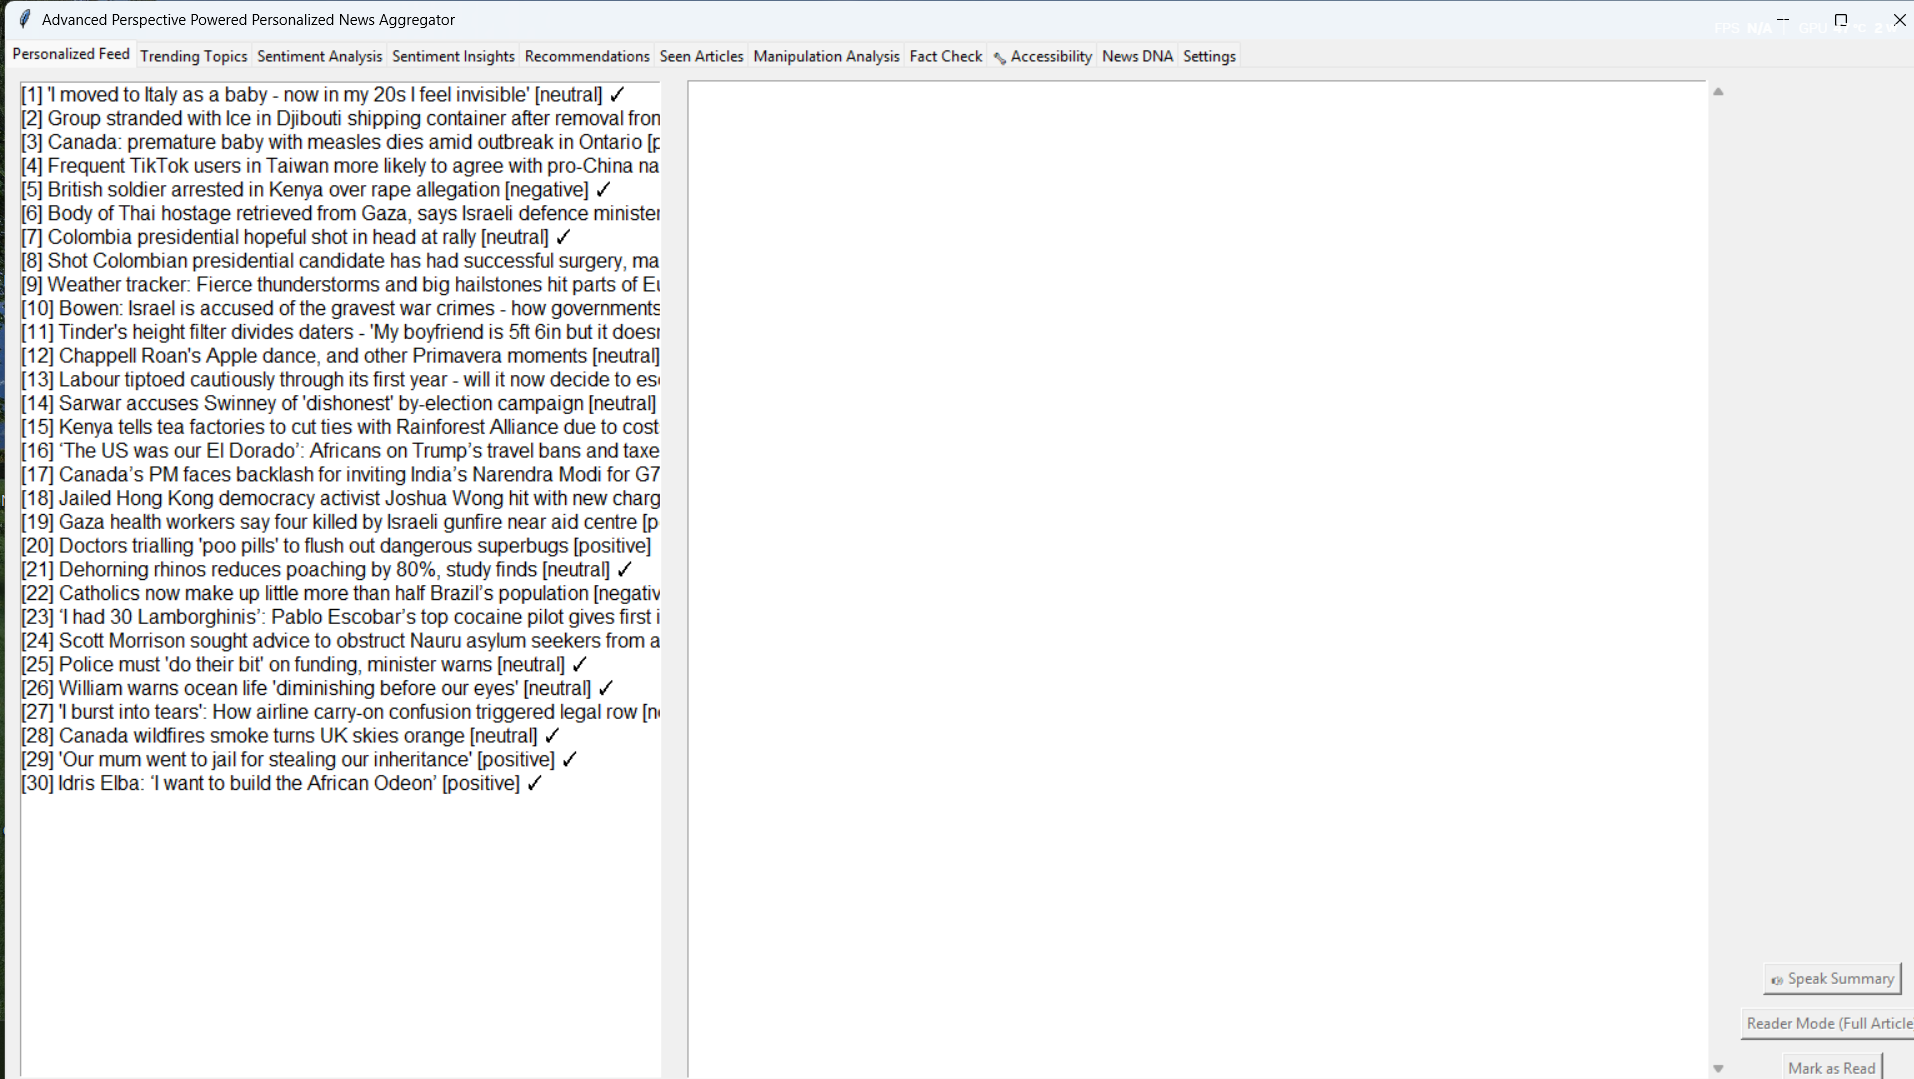 Advanced Perspective Powered Personalized News Aggregator
FPS N/A GPU
Personalized Feed Trending Topics Sentiment Analysis Sentiment Insights Recommendations Seen Articles Manipulation Analysis Fact Check Accessibility News DNA Settings
[1] 'I moved to Italy as a baby - now in my 20s I feel invisible' [neutral] ✓
[2] Group stranded with Ice in Djibouti shipping container after removal from
[3] Canada: premature baby with measles dies amid outbreak in Ontario [p
[4] Frequent TikTok users in Taiwan more likely to agree with pro-China na
[5] British soldier arrested in Kenya over rape allegation [negative] ✓
[6] Body of Thai hostage retrieved from Gaza, says Israeli defence minister
[7] Colombia presidential hopeful shot in head at rally [neutral] ✓
[8] Shot Colombian presidential candidate has had successful surgery, ma
[9] Weather tracker: Fierce thunderstorms and big hailstones hit parts of Eu
[10] Bowen: Israel is accused of the gravest war crimes - how governments
[11] Tinder's height filter divides daters - 'My boyfriend is 5ft 6in but it doesn
[12] Chappell Roan's Apple dance, and other Primavera moments [neutral]
[13] Labour tiptoed cautiously through its first year - will it now decide to es
[14] Sarwar accuses Swinney of 'dishonest' by-election campaign [neutral]
[15] Kenya tells tea factories to cut ties with Rainforest Alliance due to cost
[16] ‘The US was our El Dorado’: Africans on Trump’s travel bans and taxe
[17] Canada’s PM faces backlash for inviting India’s Narendra Modi for G7
[18] Jailed Hong Kong democracy activist Joshua Wong hit with new charg
[19] Gaza health workers say four killed by Israeli gunfire near aid centre [p
[20] Doctors trialling 'poo pills' to flush out dangerous superbugs [positive]
[21] Dehorning rhinos reduces poaching by 80%, study finds [neutral] ✓
[22] Catholics now make up little more than half Brazil’s population [negativ
[23] ‘I had 30 Lamborghinis’: Pablo Escobar’s top cocaine pilot gives first i
[24] Scott Morrison sought advice to obstruct Nauru asylum seekers from a
[25] Police must 'do their bit' on funding, minister warns [neutral] ✓
[26] William warns ocean life 'diminishing before our eyes' [neutral] ✓
[27] 'I burst into tears': How airline carry-on confusion triggered legal row [n
[28] Canada wildfires smoke turns UK skies orange [neutral] ✓
[29] 'Our mum went to jail for stealing our inheritance' [positive] ✓
[30] Idris Elba: ‘I want to build the African Odeon’ [positive] ✓
Speak Summary
Reader Mode (Full Article
Mark as Read